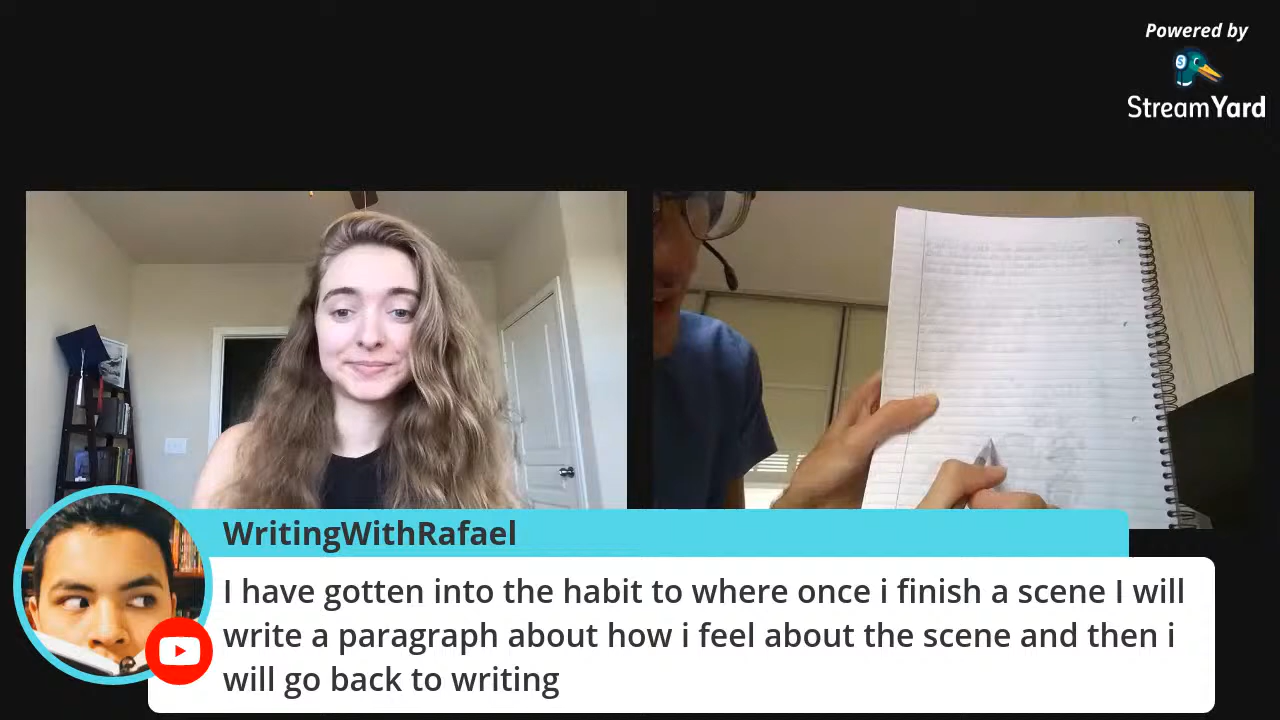 Powered by
StreamYard
WritingWithRafael
I have gotten into the habit to where once i finish a scene I will
write a paragraph about how i feel about the scene and then i
will go back to writing